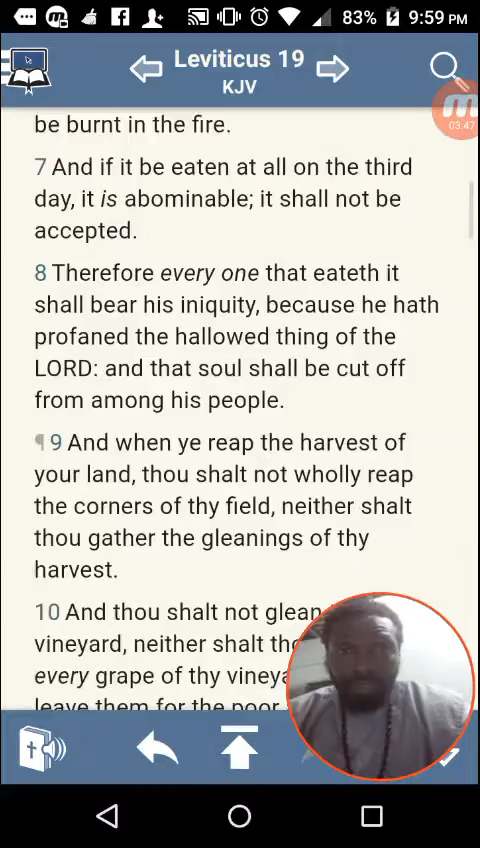 83% 9:59 PM
Leviticus 19
KJV
03:47
be burnt in the fire.
7 And if it be eaten at all on the third
day, it is abominable; it shall not be
accepted.
8 Therefore every one that eateth it
shall bear his iniquity, because he hath
profaned the hallowed thing of the
LORD: and that soul shall be cut off
from among his people.
¶ 9 And when ye reap the harvest of
your land, thou shalt not wholly reap
the corners of thy field, neither shalt
thou gather the gleanings of thy
harvest.
10 And thou shalt not glean
vineyard, neither shalt
every grape of thy
leave them for the poor